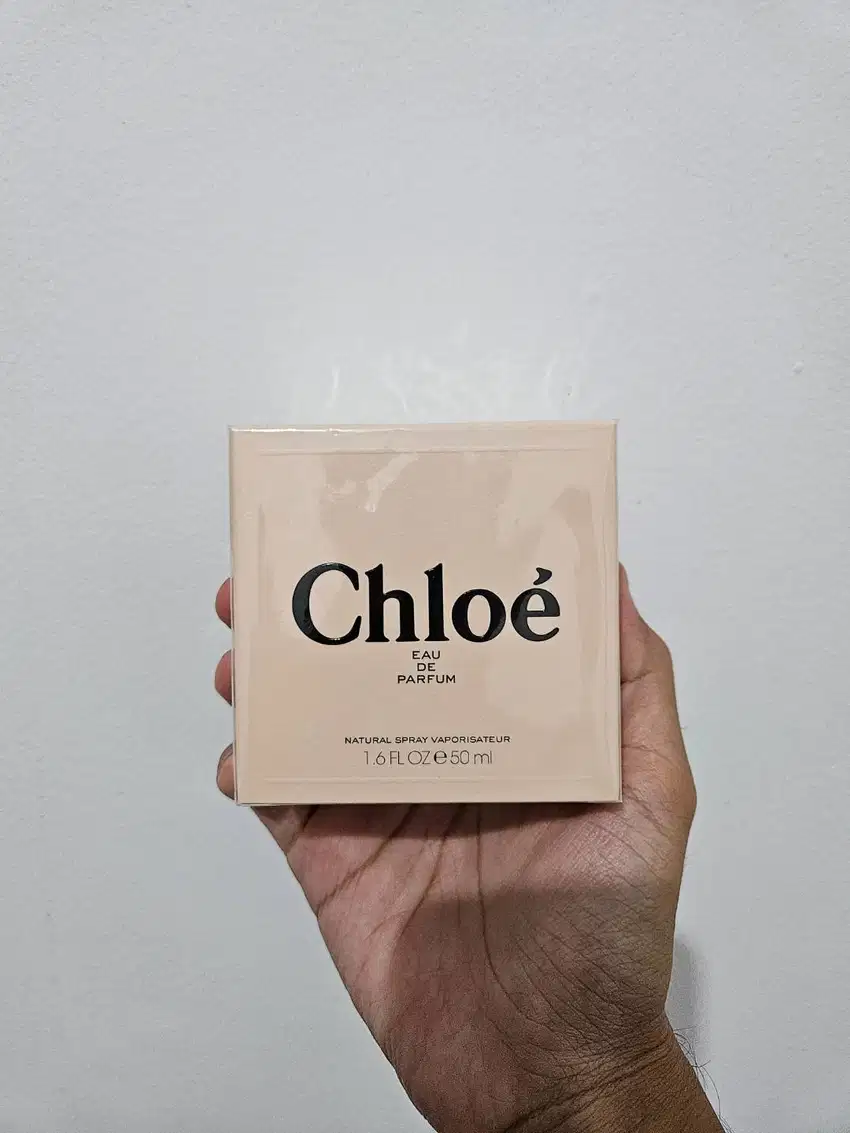 Chloé
EAU
DE
PARFUM
NATURAL SPRAY VAPORISATEUR
1.6 FL OZ ℮ 50 ml